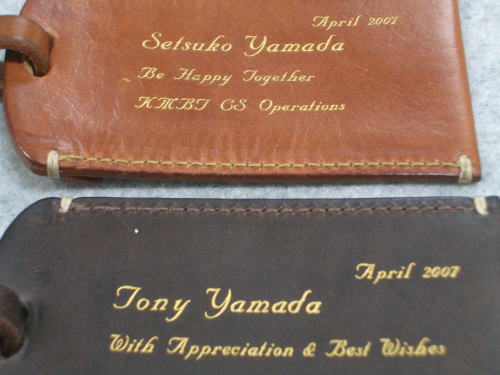 April 2007
Setsuko Yamada
Be Happy Together
KMBT CS Operations
April 2007
Tony Yamada
With Appreciation & Best Wishes